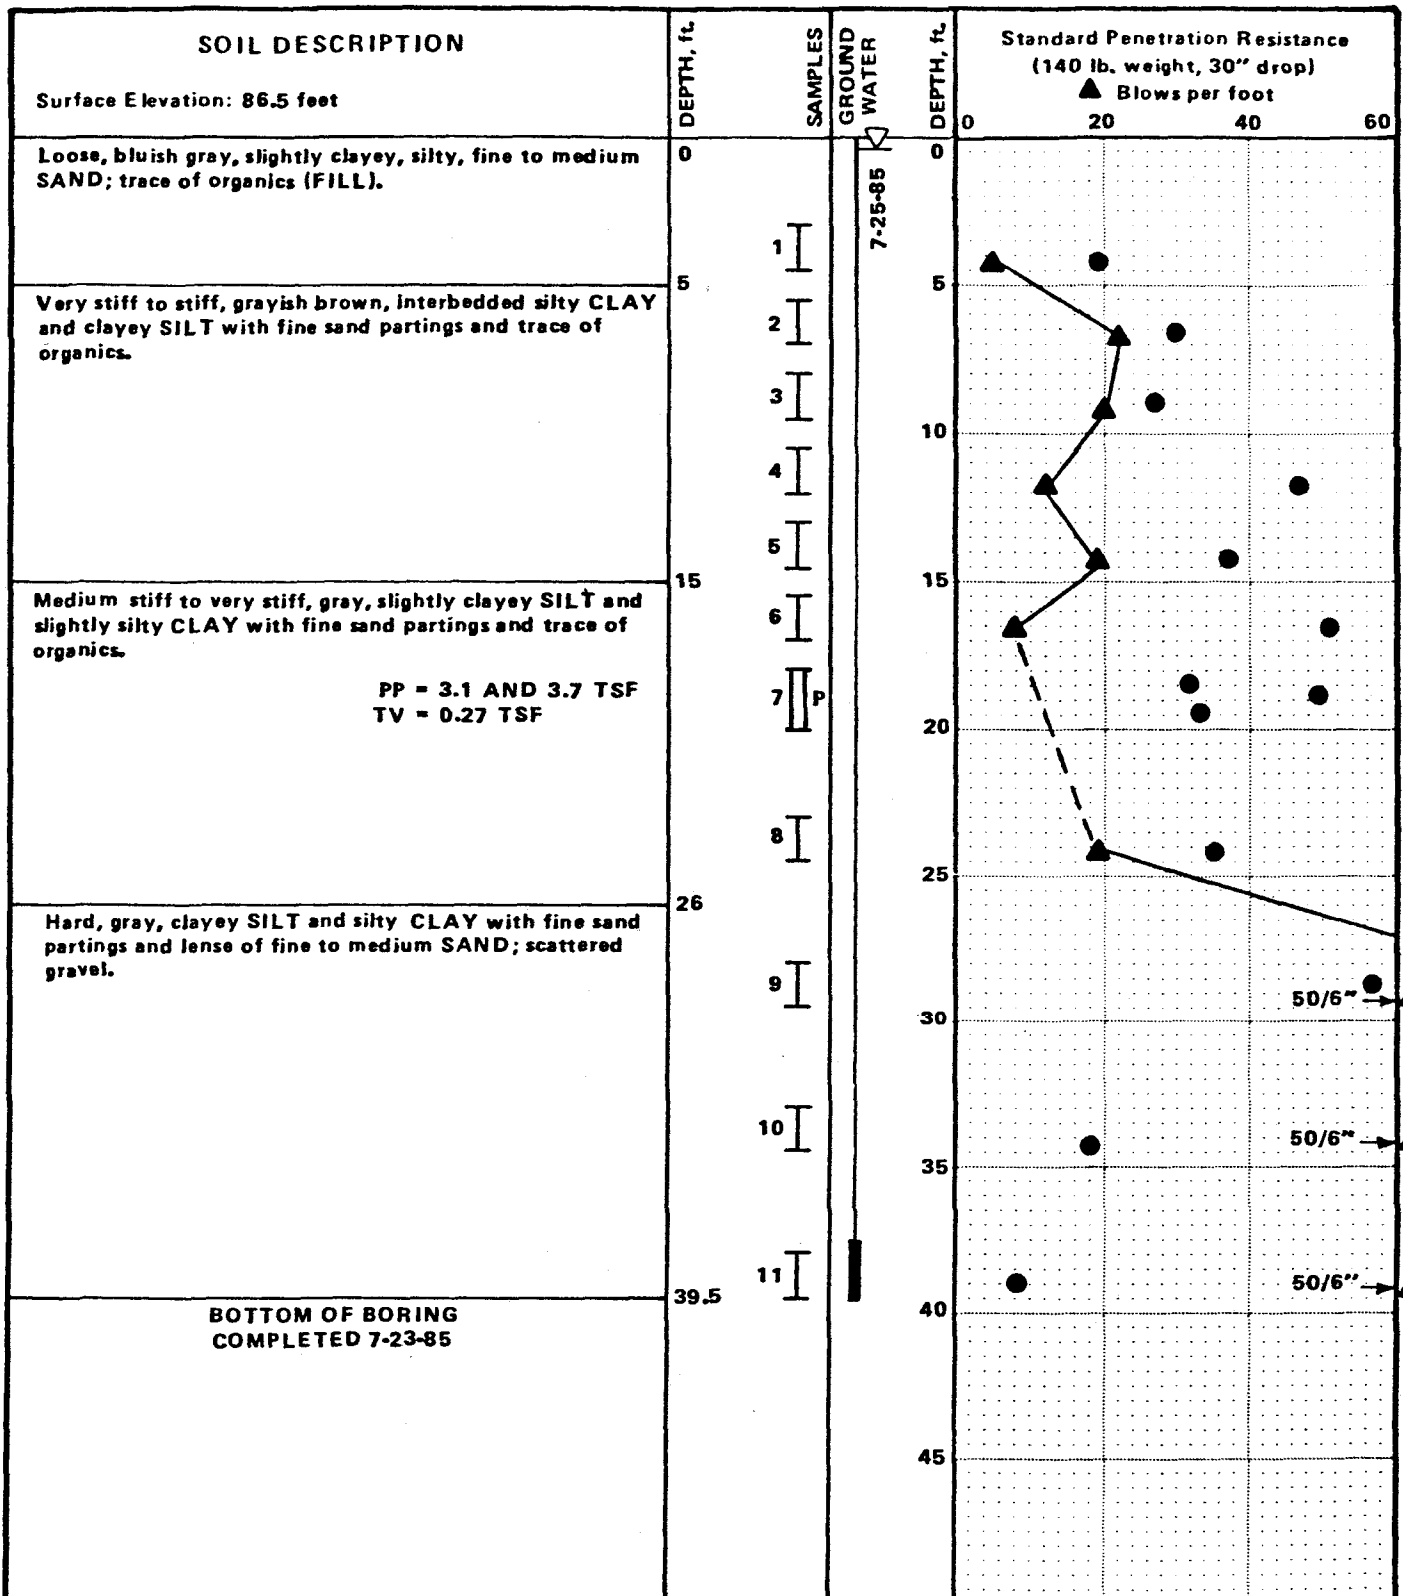 SOIL DESCRIPTION
Surface Elevation: 86.5 feet
DEPTH, ft.
SAMPLES
GROUND
WATER
DEPTH, ft.
Standard Penetration Resistance
(140 lb. weight, 30" drop)
▲ Blows per foot
0 20 40 60
Loose, bluish gray, slightly clayey, silty, fine to medium
SAND; trace of organics (FILL).
0
7-25-85
0
1
5
5
Very stiff to stiff, grayish brown, interbedded silty CLAY
and clayey SILT with fine sand partings and trace of
organics.
2
3
10
4
5
15
15
Medium stiff to very stiff, gray, slightly clayey SILT and
slightly silty CLAY with fine sand partings and trace of
organics.
6
PP = 3.1 AND 3.7 TSF
TV = 0.27 TSF
7 P
20
8
25
26
Hard, gray, clayey SILT and silty CLAY with fine sand
partings and lense of fine to medium SAND; scattered
gravel.
9
50/6"
30
10
50/6"
35
11
50/6"
39.5
40
BOTTOM OF BORING
COMPLETED 7-23-85
45